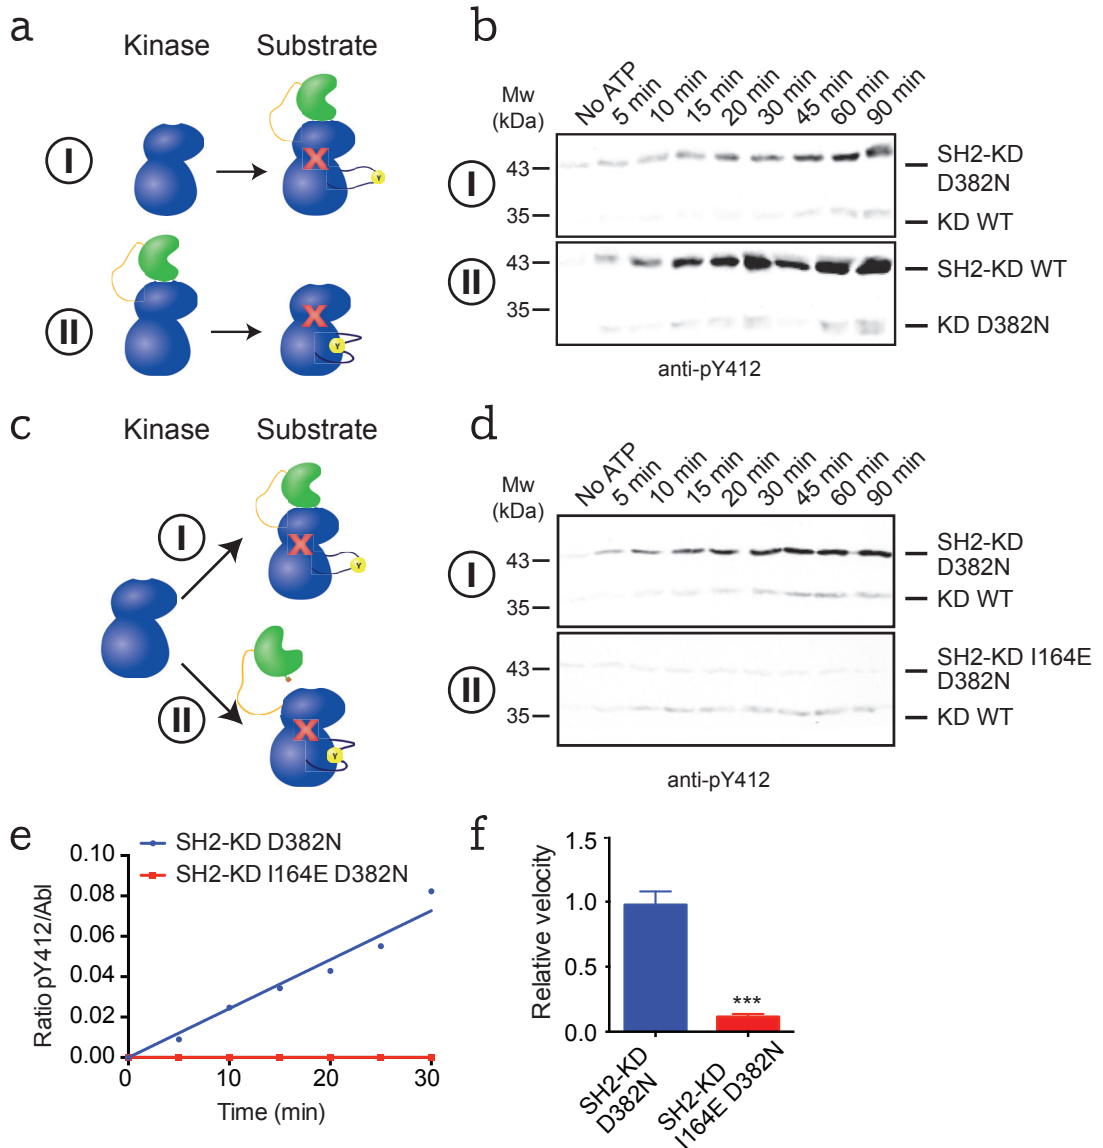 a
Kinase Substrate
I
Y
II
Y
b
Mw
(kDa)
No ATP
5 min
10 min
15 min
20 min
30 min
45 min
60 min
90 min
I
43
35
SH2-KD
D382N
KD WT
II
43
35
SH2-KD WT
KD D382N
anti-pY412
c
Kinase Substrate
I
Y
II
Y
d
Mw
(kDa)
No ATP
5 min
10 min
15 min
20 min
30 min
45 min
60 min
90 min
I
43
35
SH2-KD
D382N
KD WT
II
43
35
SH2-KD I164E
D382N
KD WT
anti-pY412
e
SH2-KD D382N
SH2-KD I164E D382N
Ratio pY412/Abl
0.10
0.08
0.06
0.04
0.02
0.00
0 10 20 30
Time (min)
f
Relative velocity
1.5
1.0
0.5
0.0
***
SH2-KD
D382N
SH2-KD
I164E D382N